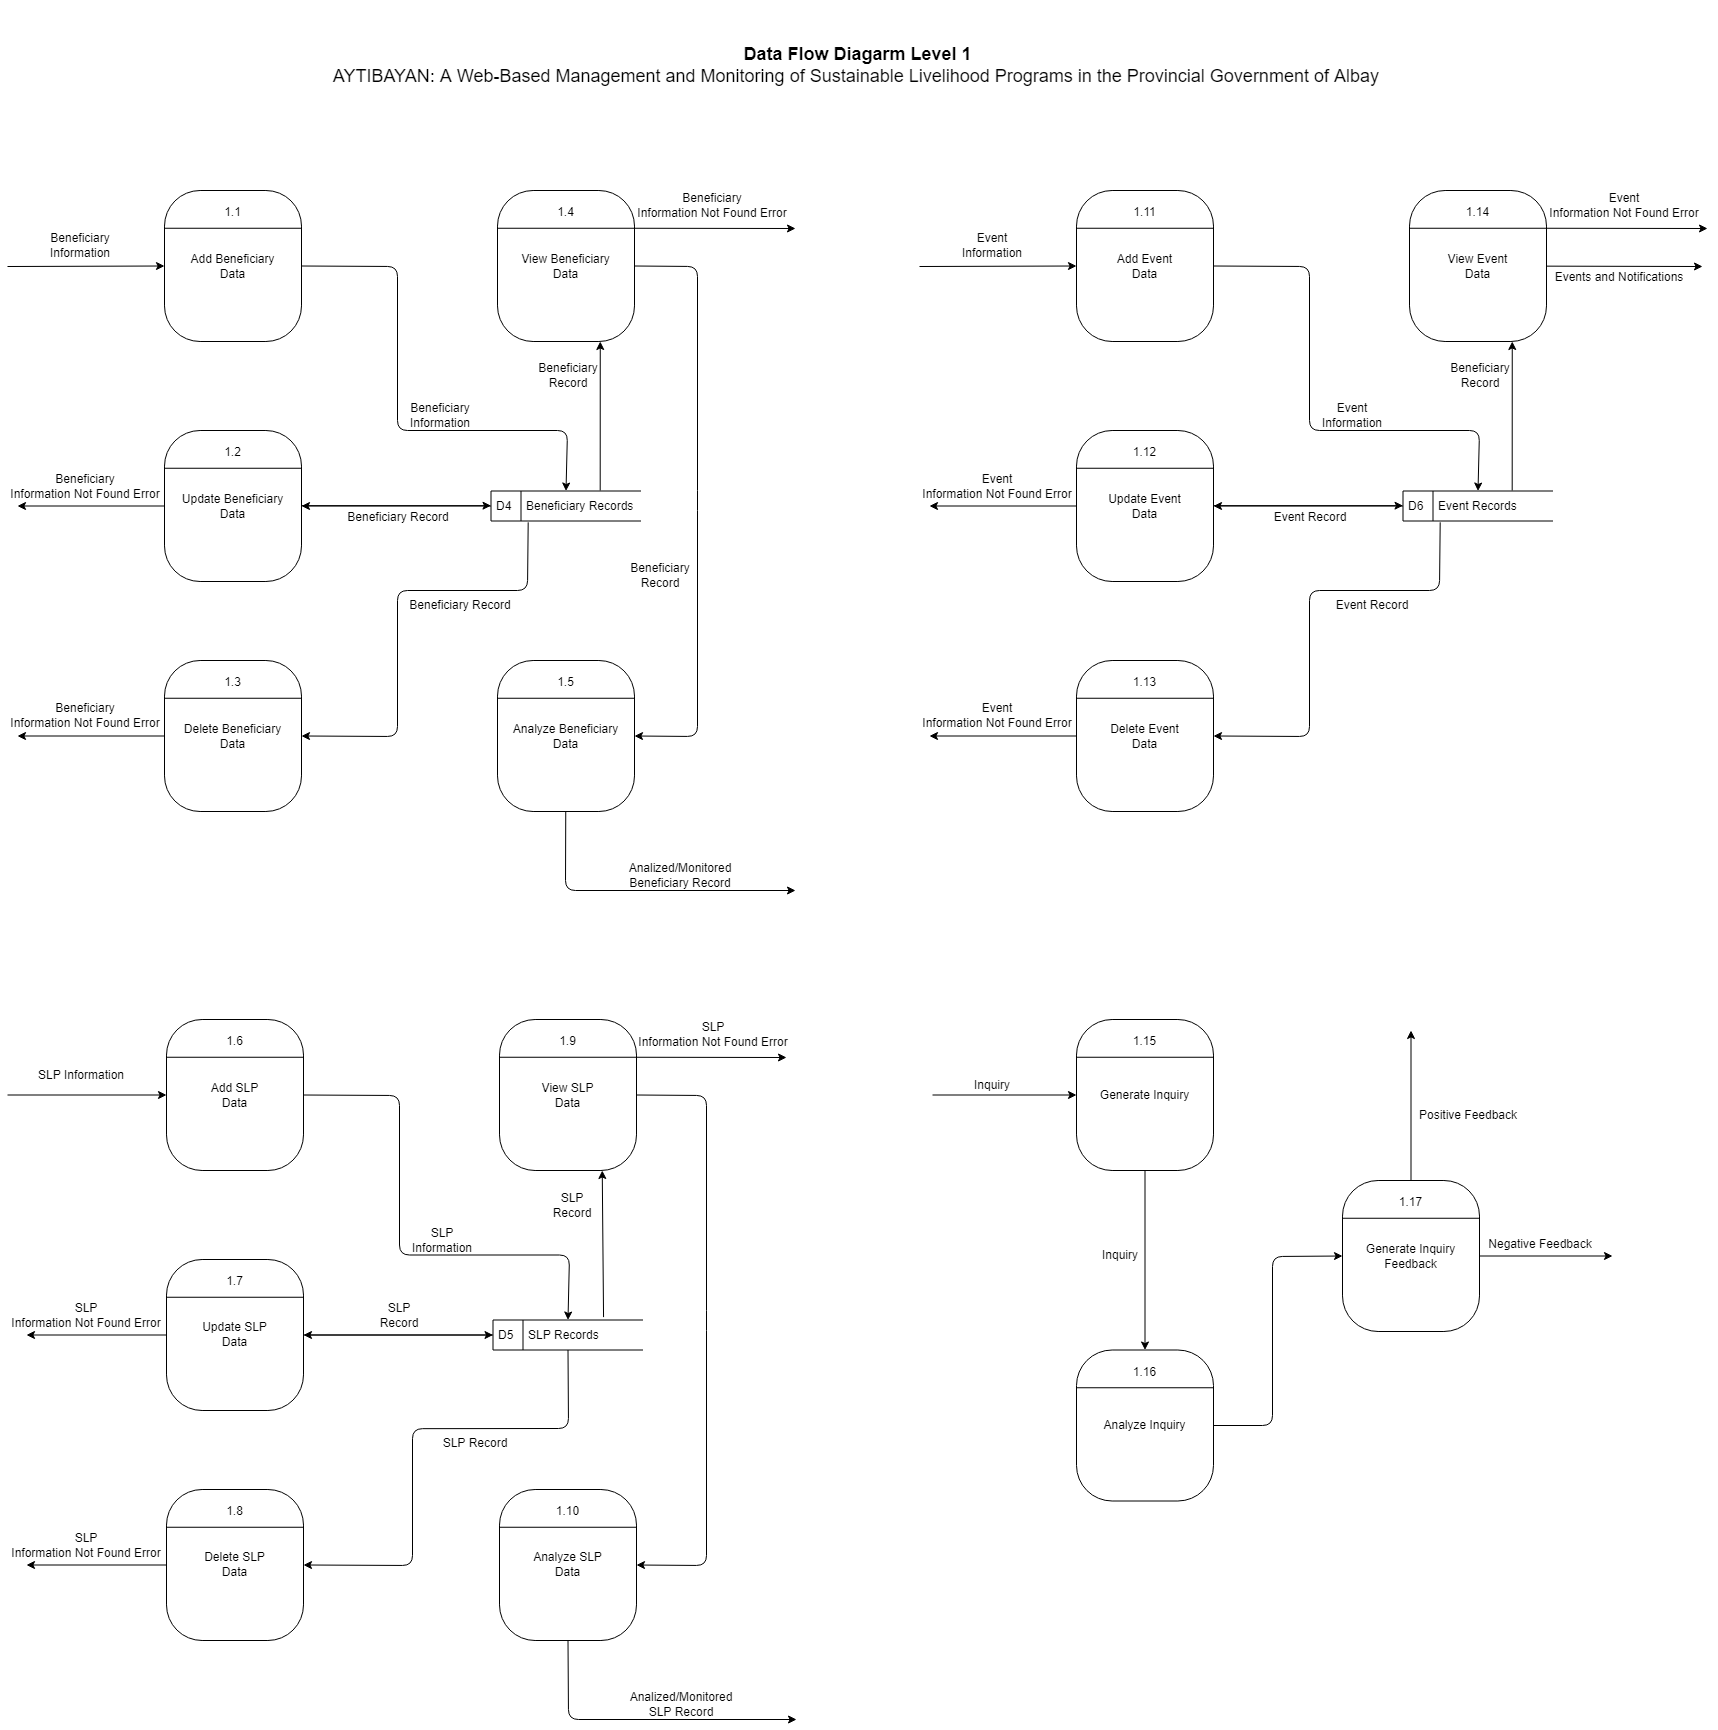 Data Flow Diagarm Level 1
AYTIBAYAN: A Web-Based Management and Monitoring of Sustainable Livelihood Programs in the Provincial Government of Albay
Beneficiary
Information
1.1
Add Beneficiary
Data
1.4
View Beneficiary
Data
Beneficiary
Information Not Found Error
Beneficiary
Record
Beneficiary
Information
Beneficiary
Information Not Found Error
1.2
Update Beneficiary
Data
Beneficiary Record
D4
Beneficiary Records
Beneficiary
Record
Beneficiary Record
Beneficiary
Information Not Found Error
1.3
Delete Beneficiary
Data
1.5
Analyze Beneficiary
Data
Analized/Monitored
Beneficiary Record
Event
Information
1.11
Add Event
Data
1.14
View Event
Data
Event
Information Not Found Error
Events and Notifications
Beneficiary
Record
Event
Information
Event
Information Not Found Error
1.12
Update Event
Data
Event Record
D6
Event Records
Event Record
Event
Information Not Found Error
1.13
Delete Event
Data
SLP Information
1.6
Add SLP
Data
1.9
View SLP
Data
SLP
Information Not Found Error
SLP
Record
SLP
Information
SLP
Information Not Found Error
1.7
Update SLP
Data
SLP
Record
D5
SLP Records
SLP Record
SLP
Information Not Found Error
1.8
Delete SLP
Data
1.10
Analyze SLP
Data
Analized/Monitored
SLP Record
Inquiry
1.15
Generate Inquiry
Positive Feedback
Inquiry
1.17
Generate Inquiry
Feedback
Negative Feedback
1.16
Analyze Inquiry